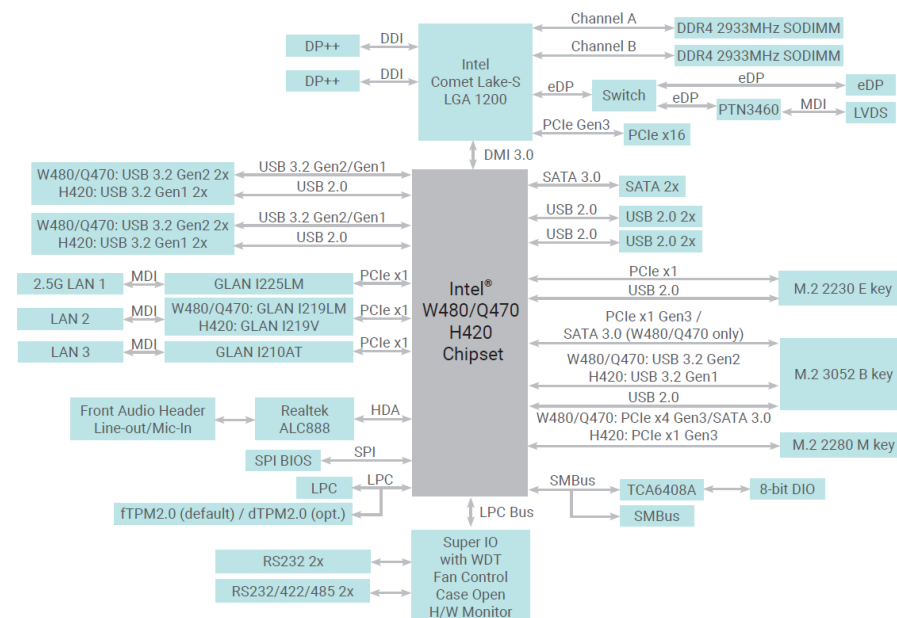 Channel A
DDR4 2933MHz SODIMM
DP++
DDI
Channel B
DDR4 2933MHz SODIMM
DP++
DDI
Intel
Comet Lake-S
LGA 1200
eDP
Switch
eDP
eDP
eDP
PTN3460
MDI
LVDS
PCIe Gen3
PCIe x16
DMI 3.0
W480/Q470: USB 3.2 Gen2 2x
H420: USB 3.2 Gen1 2x
USB 3.2 Gen2/Gen1
USB 2.0
W480/Q470: USB 3.2 Gen2 2x
H420: USB 3.2 Gen1 2x
USB 3.2 Gen2/Gen1
USB 2.0
SATA 3.0
SATA 2x
USB 2.0
USB 2.0 2x
USB 2.0
USB 2.0 2x
2.5G LAN 1
MDI
GLAN I225LM
PCIe x1
LAN 2
MDI
W480/Q470: GLAN I219LM
H420: GLAN I219V
PCIe x1
LAN 3
MDI
GLAN I210AT
PCIe x1
Intel®
W480/Q470
H420
Chipset
PCIe x1
USB 2.0
M.2 2230 E key
PCIe x1 Gen3 /
SATA 3.0 (W480/Q470 only)
W480/Q470: USB 3.2 Gen2
H420: USB 3.2 Gen1
USB 2.0
M.2 3052 B key
W480/Q470: PCIe x4 Gen3/SATA 3.0
H420: PCIe x1 Gen3
M.2 2280 M key
Front Audio Header
Line-out/Mic-In
Realtek
ALC888
HDA
SPI BIOS
SPI
LPC
LPC
fTPM2.0 (default) / dTPM2.0 (opt.)
SMBus
TCA6408A
8-bit DIO
SMBus
LPC Bus
RS232 2x
RS232/422/485 2x
Super IO
with WDT
Fan Control
Case Open
H/W Monitor